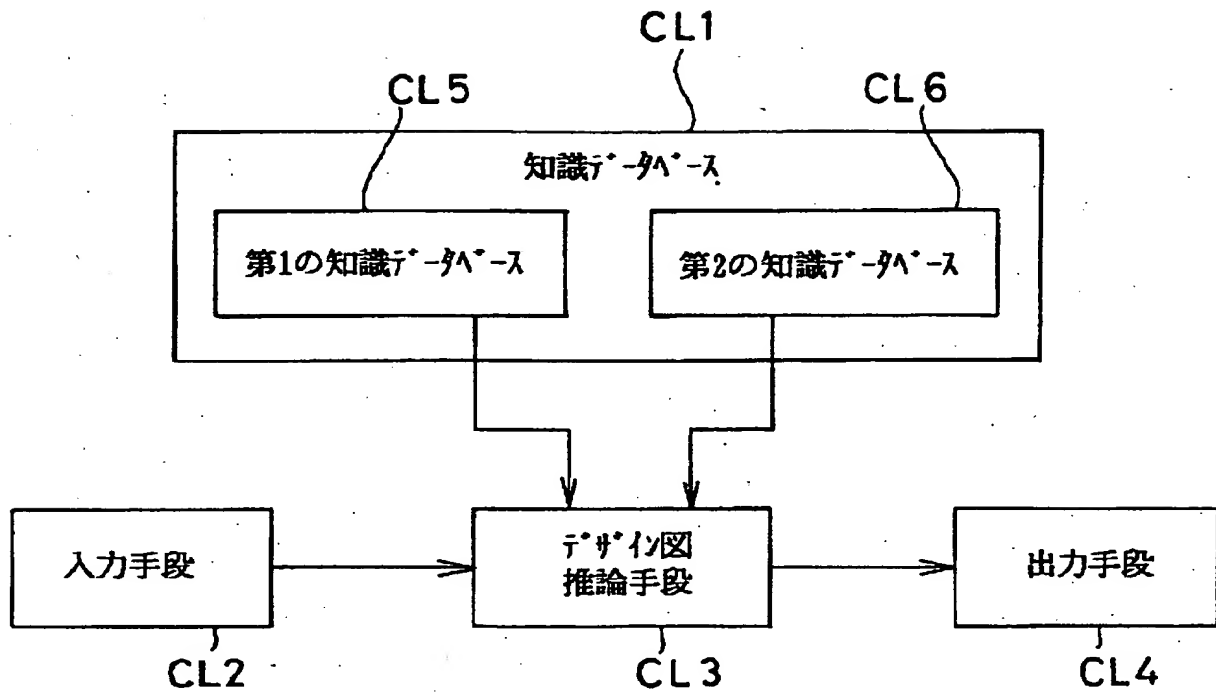 CL1
CL5
CL6
知識ﾃﾞｰﾀﾍﾞｰｽ
第1の知識ﾃﾞｰﾀﾍﾞｰｽ
第2の知識ﾃﾞｰﾀﾍﾞｰｽ
入力手段
ﾃﾞｻﾞｲﾝ図
推論手段
出力手段
CL2
CL3
CL4